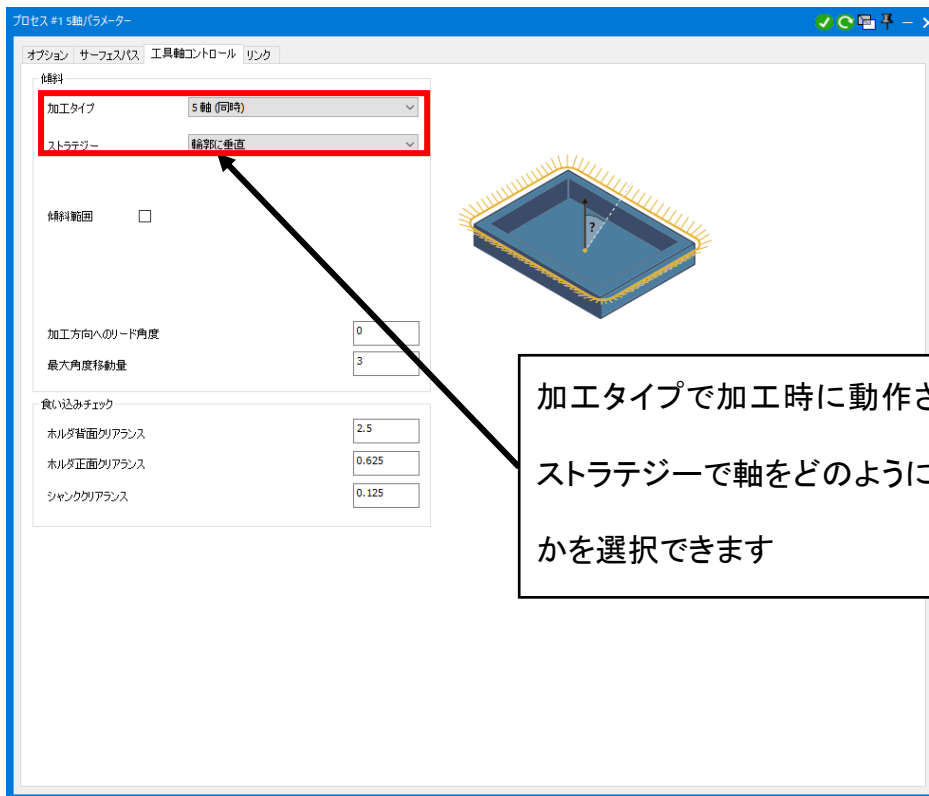 プロセス #1 5軸パラメーター
オプション サーフェスパス 工具軸コントロール リンク
傾斜
加工タイプ 5 軸 (同時)
ストラテジー 輪郭に垂直
傾斜範囲
?
加工方向へのリード角度 0
最大角度移動量 3
食い込みチェック
ホルダ背面クリアランス 2.5
ホルダ正面クリアランス 0.625
シャンククリアランス 0.125
加工タイプで加工時に動作さ
ストラテジーで軸をどのように
かを選択できます